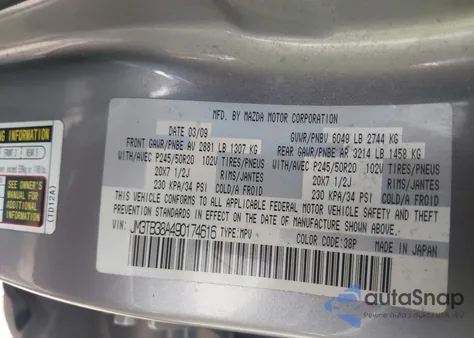 MFD. BY MAZDA MOTOR CORPORATION
DATE 03/09
GVWR/PNBV 6049 LB 2744 KG
FRONT GAWR/PNBE AV 2881 LB 1307 KG
REAR GAWR/PNBE AR 3214 LB 1458 KG
WITH/AVEC P245/50R20 102V TIRES/PNEUS
WITH/AVEC P245/50R20 102V TIRES/PNEUS
20X7 1/2J RIMS/JANTES
20X7 1/2J RIMS/JANTES
230 KPA/34 PSI COLD/A FROID
230 KPA/34 PSI COLD/A FROID
THIS VEHICLE CONFORMS TO ALL APPLICABLE FEDERAL MOTOR VEHICLE SAFETY AND THEFT
PREVENTION STANDARDS IN EFFECT ON THE DATE OF MANUFACTURE SHOWN ABOVE.
VIN: JM3TB38A490174616 TYPE:MPV
COLOR CODE:38P MADE IN JAPAN
INFORMATION
FRONT 2 REAR 5
SEE OWNER'S
MANUAL FOR
ADDITIONAL
INFORMATION
(TD12A)
autoSnap